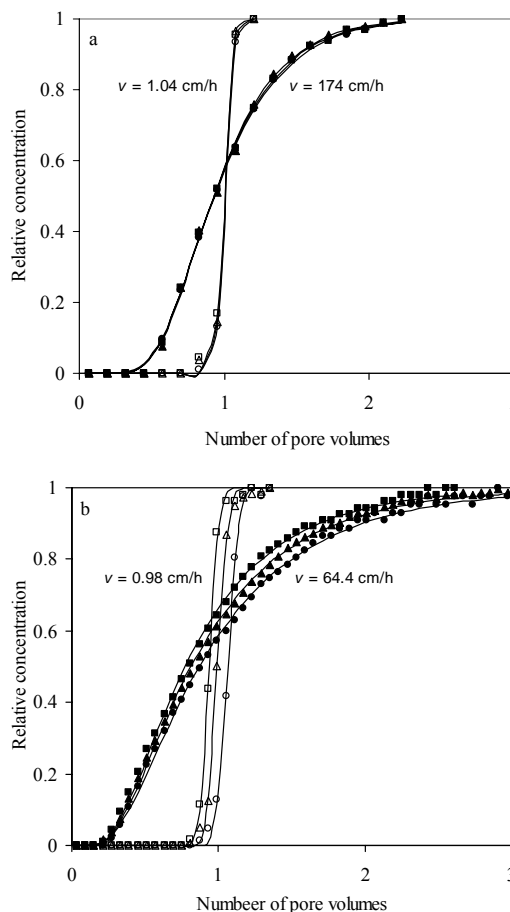 1
a
0.8
v = 1.04 cm/h
v = 174 cm/h
0.6
0.4
0.2
0
0 1 2
Relative concentration
Number of pore volumes
1
b
0.8
v = 0.98 cm/h
v = 64.4 cm/h
0.6
0.4
0.2
0
0 1 2 3
Relative concentration
Numbeer of pore volumes